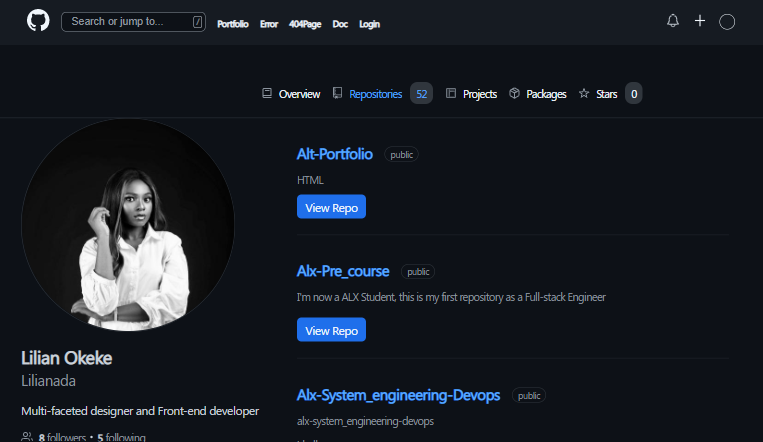 Search or jump to... / Portfolio Error 404Page Doc Login
Overview Repositories 52 Projects Packages Stars 0
Alt-Portfolio public
HTML
View Repo
Alx-Pre_course public
I'm now a ALX Student, this is my first repository as a Full-stack Engineer
View Repo
Lilian Okeke
Lilianada
Multi-faceted designer and Front-end developer
8 followers • 5 following
Alx-System_engineering-Devops public
alx-system_engineering-devops